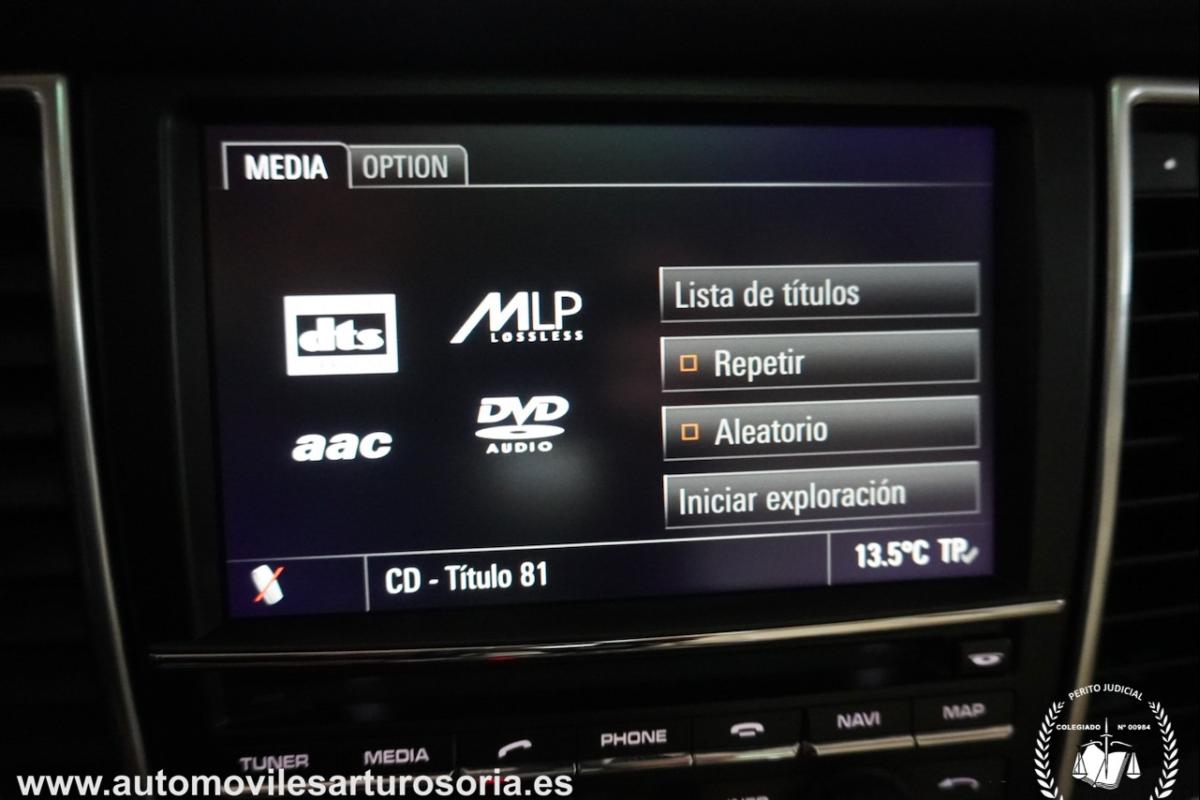 MEDIA OPTION
dts
MLP
LOSSLESS
aac
DVD
AUDIO
Lista de títulos
Repetir
Aleatorio
Iniciar exploración
CD - Título 81
13.5°C TP
TUNER MEDIA PHONE NAVI MAP
PERITO JUDICIAL
COLEGIADO Nº 00984
www.automovilesarturosoria.es